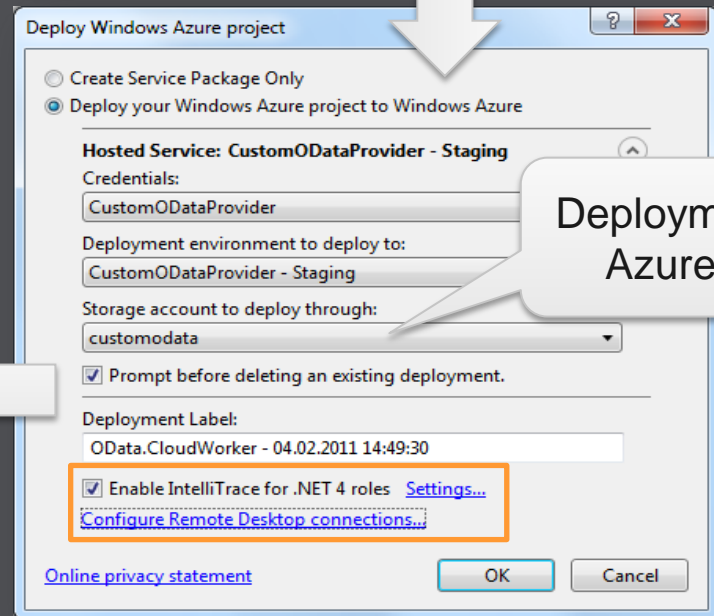 Deploy Windows Azure project
Create Service Package Only
Deploy your Windows Azure project to Windows Azure
Hosted Service: CustomODataProvider - Staging
Credentials:
CustomODataProvider
Deployment environment to deploy to:
CustomODataProvider - Staging
Azure
Storage account to deploy through:
customodata
Prompt before deleting an existing deployment.
Deployment Label:
OData.CloudWorker - 04.02.2011 14:49:30
Enable IntelliTrace for .NET 4 roles Settings...
Configure Remote Desktop connections...
Online privacy statement OK Cancel